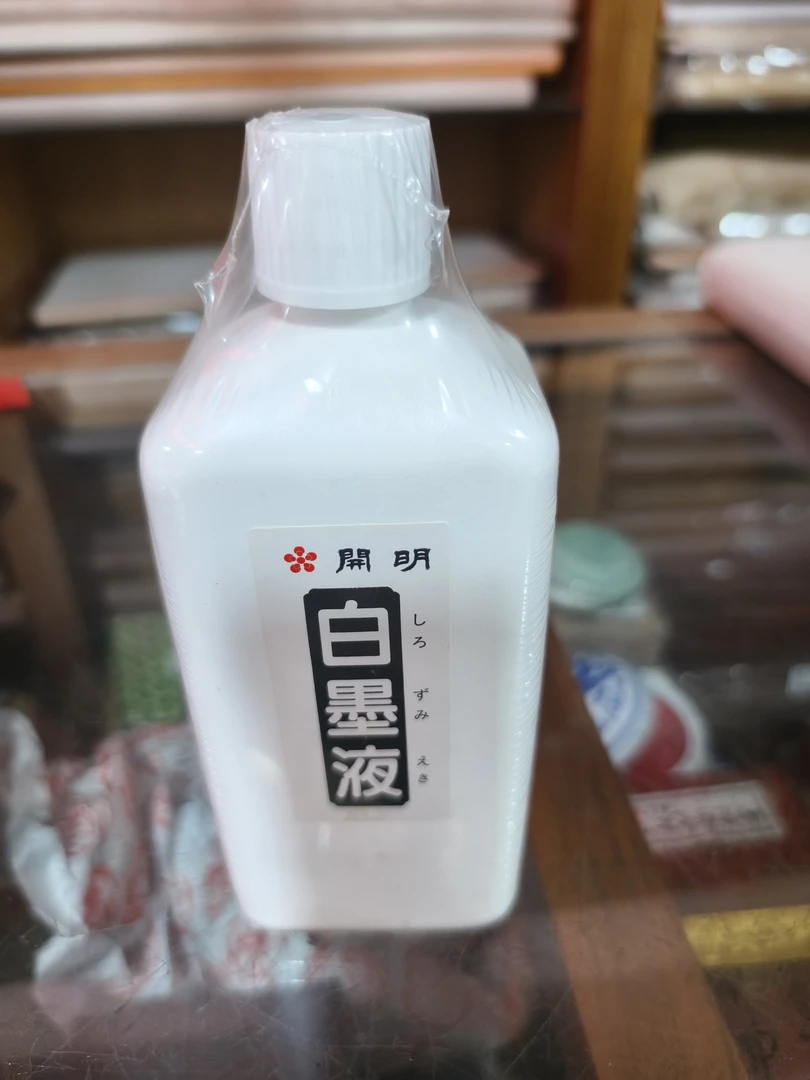 開明
白墨液
しろ ずみ えき